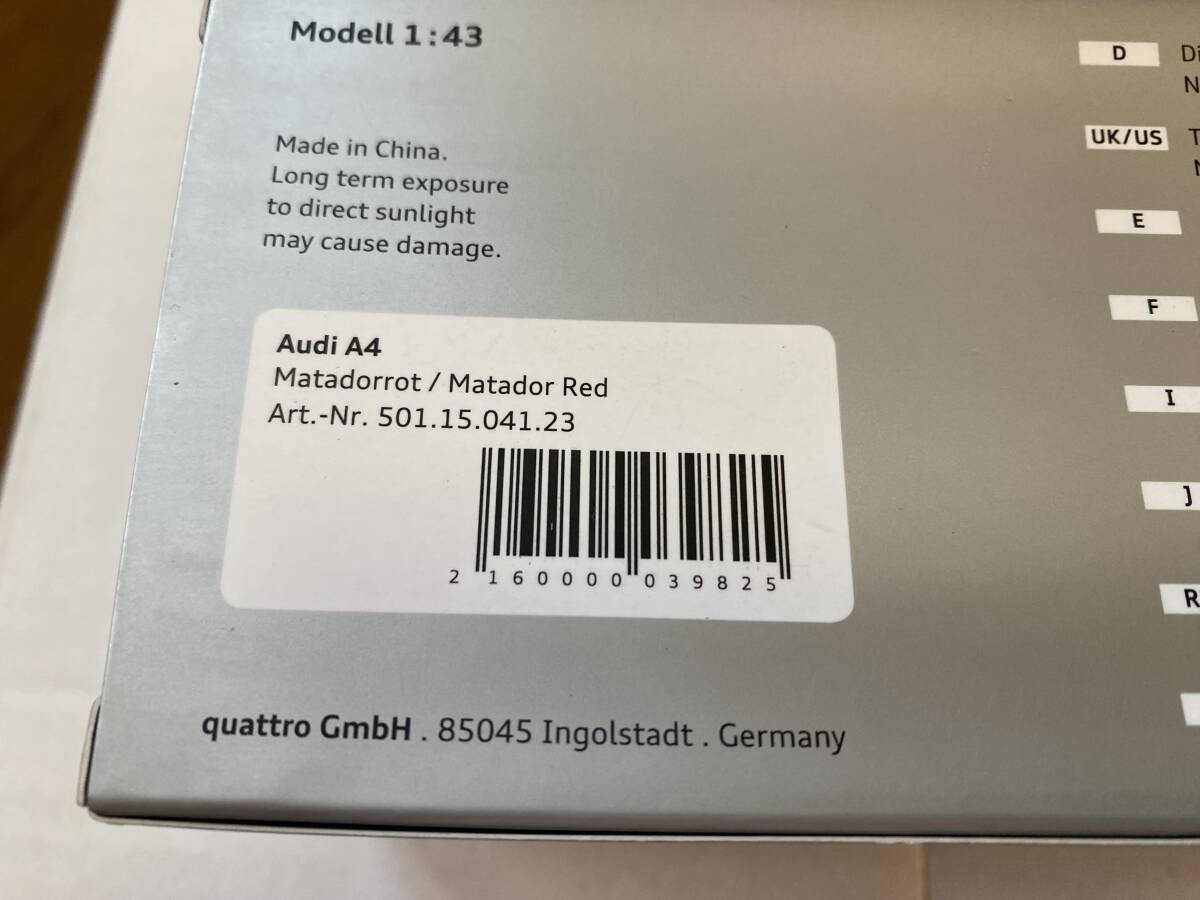 Modell 1:43
Made in China.
Long term exposure
to direct sunlight
may cause damage.
Audi A4
Matadorrot / Matador Red
Art.-Nr. 501.15.041.23
2 160000 039825
quattro GmbH . 85045 Ingolstadt . Germany
D
UK/US
E
F
I
J
R